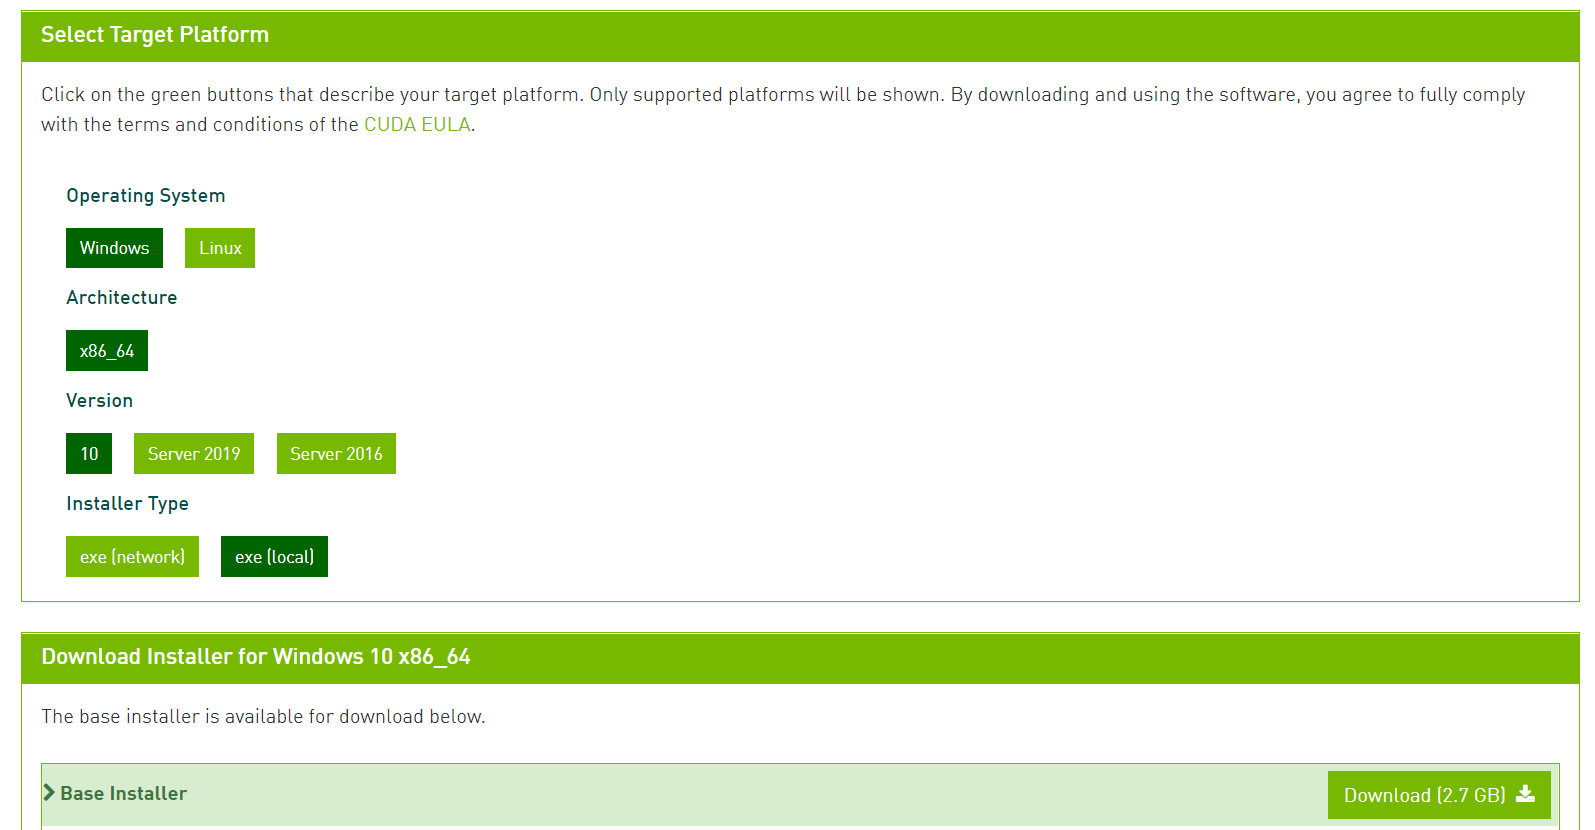 Select Target Platform
Click on the green buttons that describe your target platform. Only supported platforms will be shown. By downloading and using the software, you agree to fully comply
with the terms and conditions of the CUDA EULA.
Operating System
Windows Linux
Architecture
x86_64
Version
10 Server 2019 Server 2016
Installer Type
exe (network) exe (local)
Download Installer for Windows 10 x86_64
The base installer is available for download below.
Base Installer Download (2.7 GB)